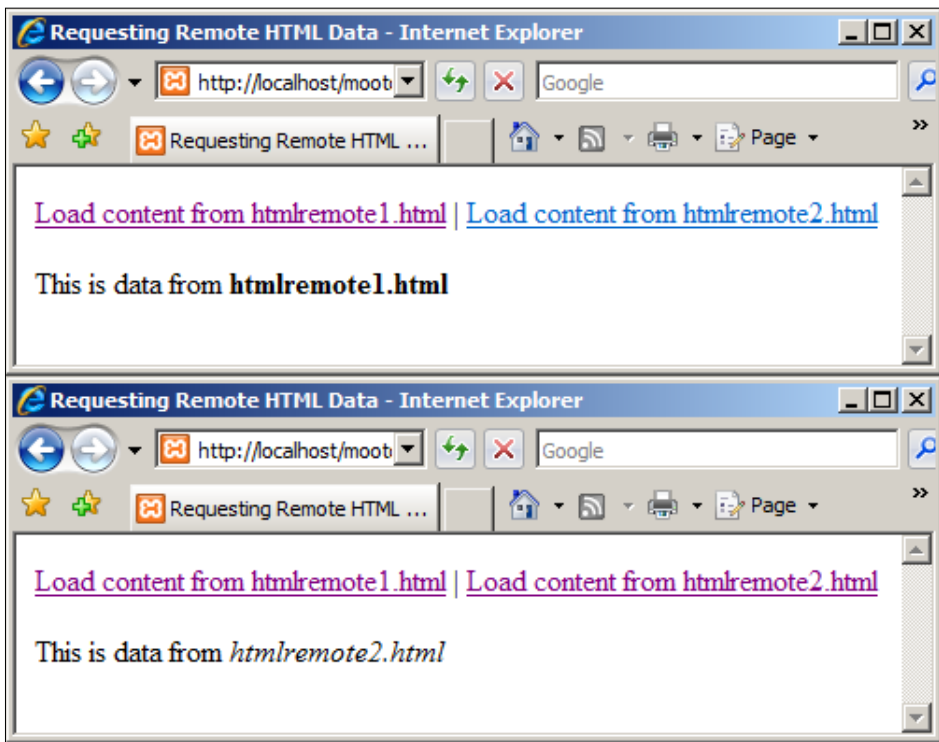 Requesting Remote HTML Data - Internet Explorer
http://localhost/moot
Google
Requesting Remote HTML ...
Page
Load content from htmlremote1.html | Load content from htmlremote2.html
This is data from htmlremote1.html
Requesting Remote HTML Data - Internet Explorer
http://localhost/moot
Google
Requesting Remote HTML ...
Page
Load content from htmlremote1.html | Load content from htmlremote2.html
This is data from htmlremote2.html